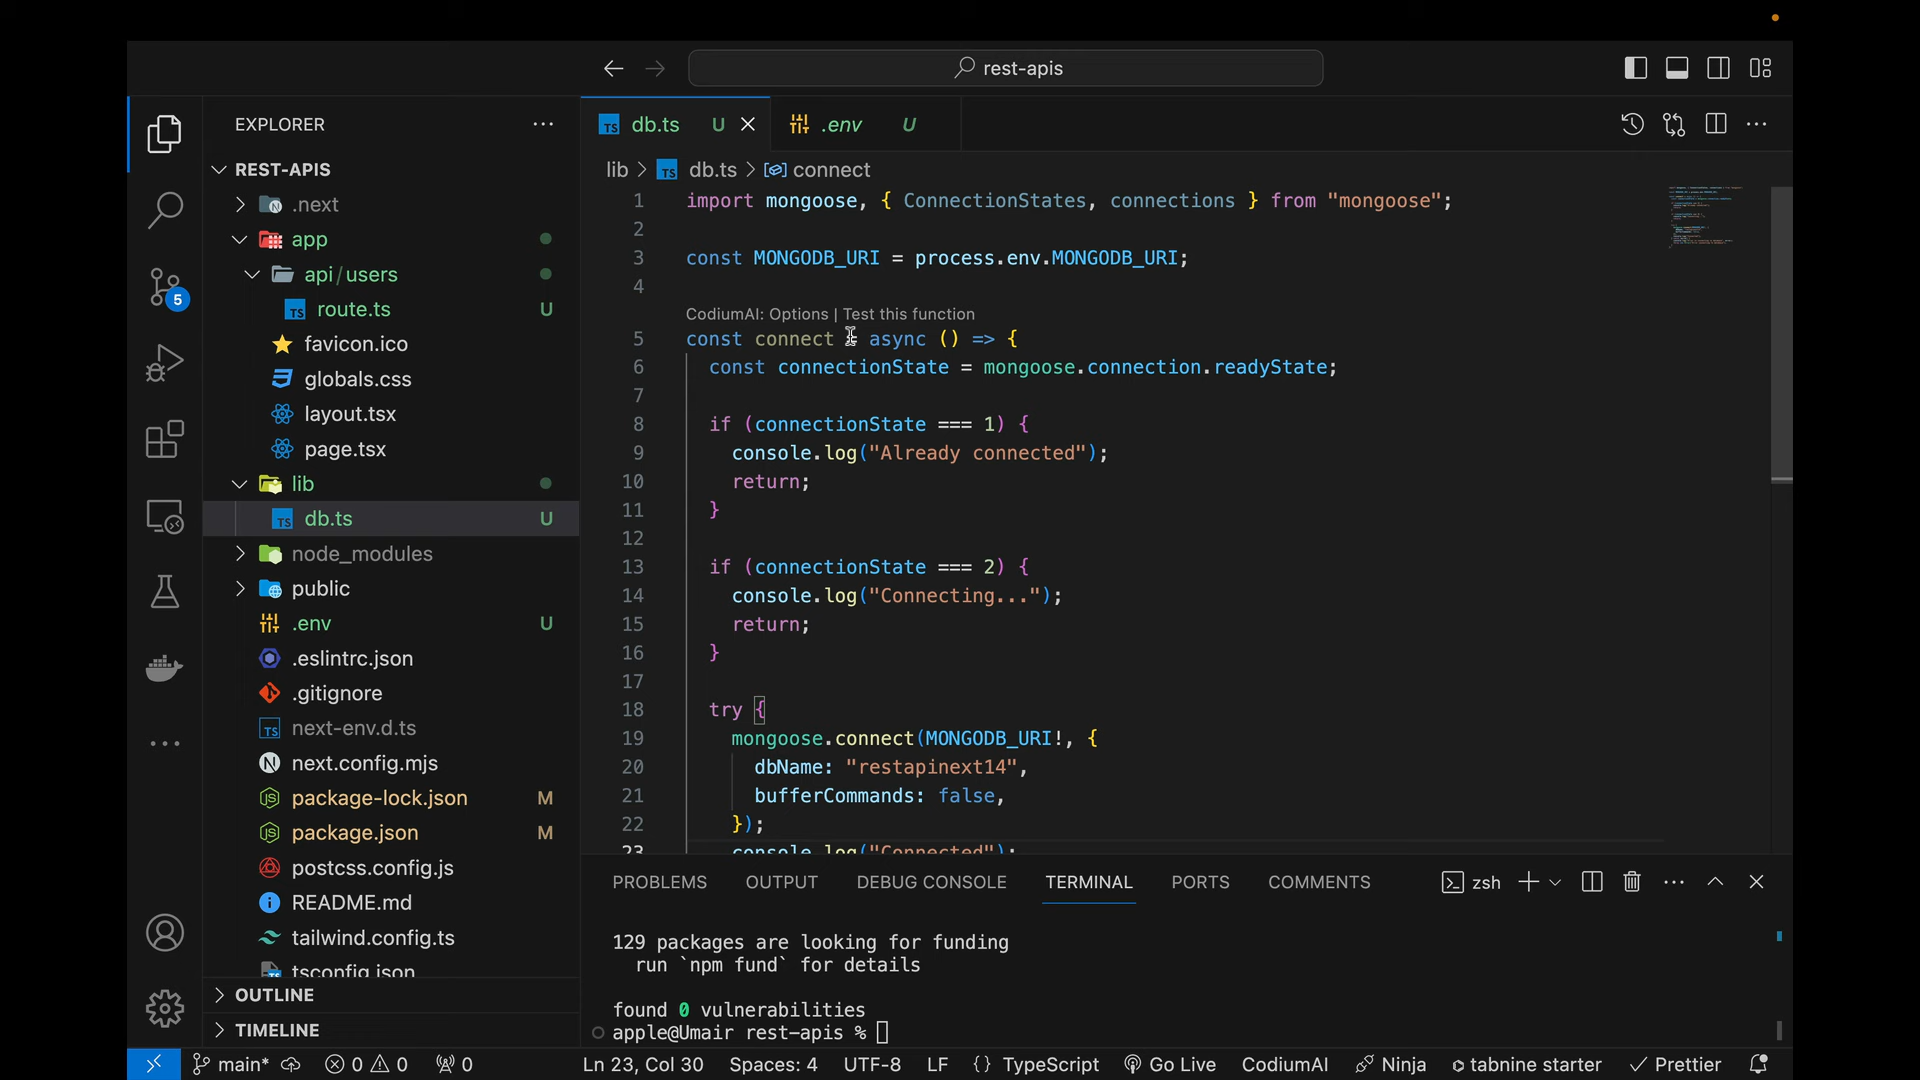 rest-apis
EXPLORER
REST-APIS
.next
app
api/users
route.ts U
favicon.ico
globals.css
layout.tsx
page.tsx
lib
db.ts U
node_modules
public
.env U
.eslintrc.json
.gitignore
next-env.d.ts
next.config.mjs
package-lock.json M
package.json M
postcss.config.js
README.md
tailwind.config.ts
tsconfig.json
OUTLINE
TIMELINE
5
TS db.ts U
.env U
lib > TS db.ts > connect
1 import mongoose, { ConnectionStates, connections } from "mongoose";
2
3 const MONGODB_URI = process.env.MONGODB_URI;
4
CodiumAI: Options | Test this function
5 const connect = async () => {
6 const connectionState = mongoose.connection.readyState;
7
8 if (connectionState === 1) {
9 console.log("Already connected");
10 return;
11 }
12
13 if (connectionState === 2) {
14 console.log("Connecting...");
15 return;
16 }
17
18 try {
19 mongoose.connect(MONGODB_URI!, {
20 dbName: "restapinext14",
21 bufferCommands: false,
22 });
23 console.log("Connected");
PROBLEMS OUTPUT DEBUG CONSOLE TERMINAL PORTS COMMENTS zsh
129 packages are looking for funding
run `npm fund` for details
found 0 vulnerabilities
apple@Umair rest-apis %
main* 0 0 0 Ln 23, Col 30 Spaces: 4 UTF-8 LF {} TypeScript Go Live CodiumAI Ninja tabnine starter Prettier